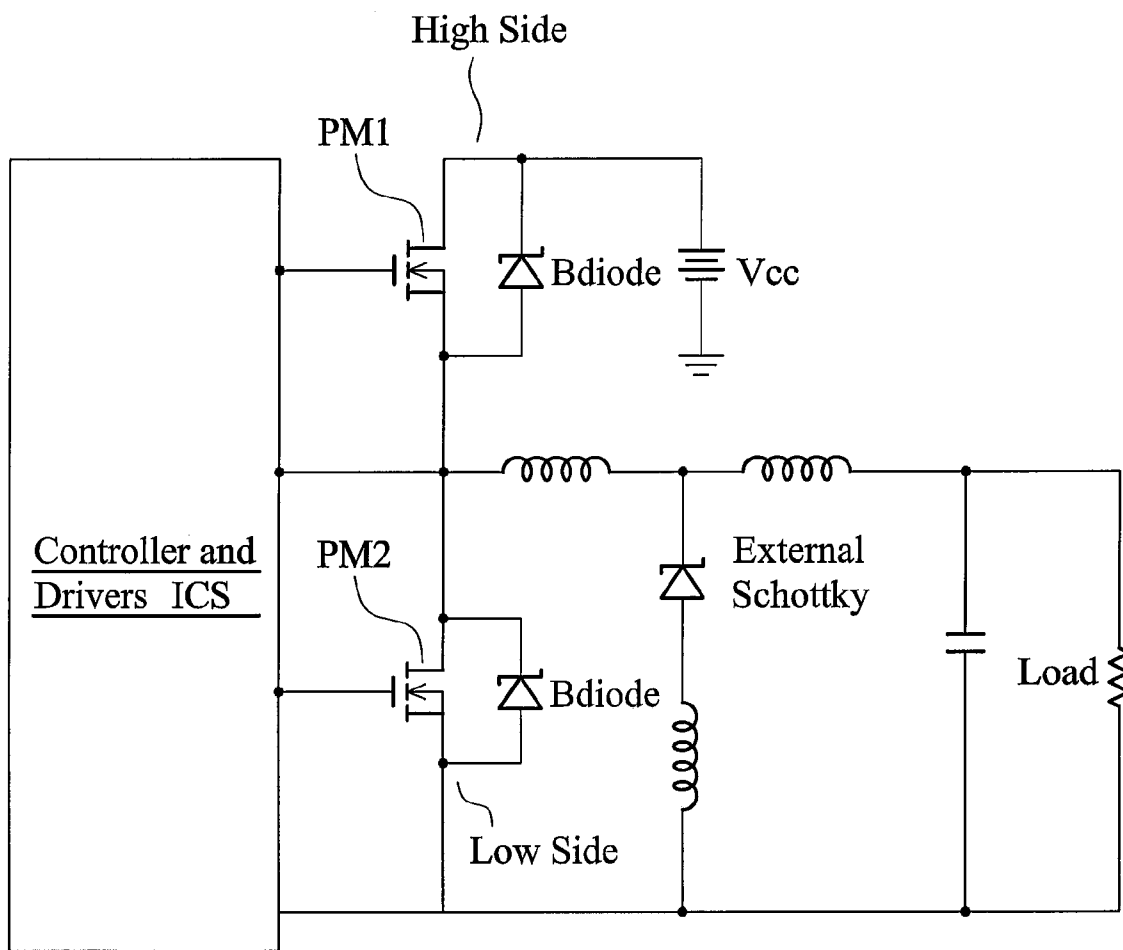 High Side
PM1
Bdiode
Vcc
Controller and
Drivers ICS
PM2
External
Schottky
Bdiode
Load
Low Side